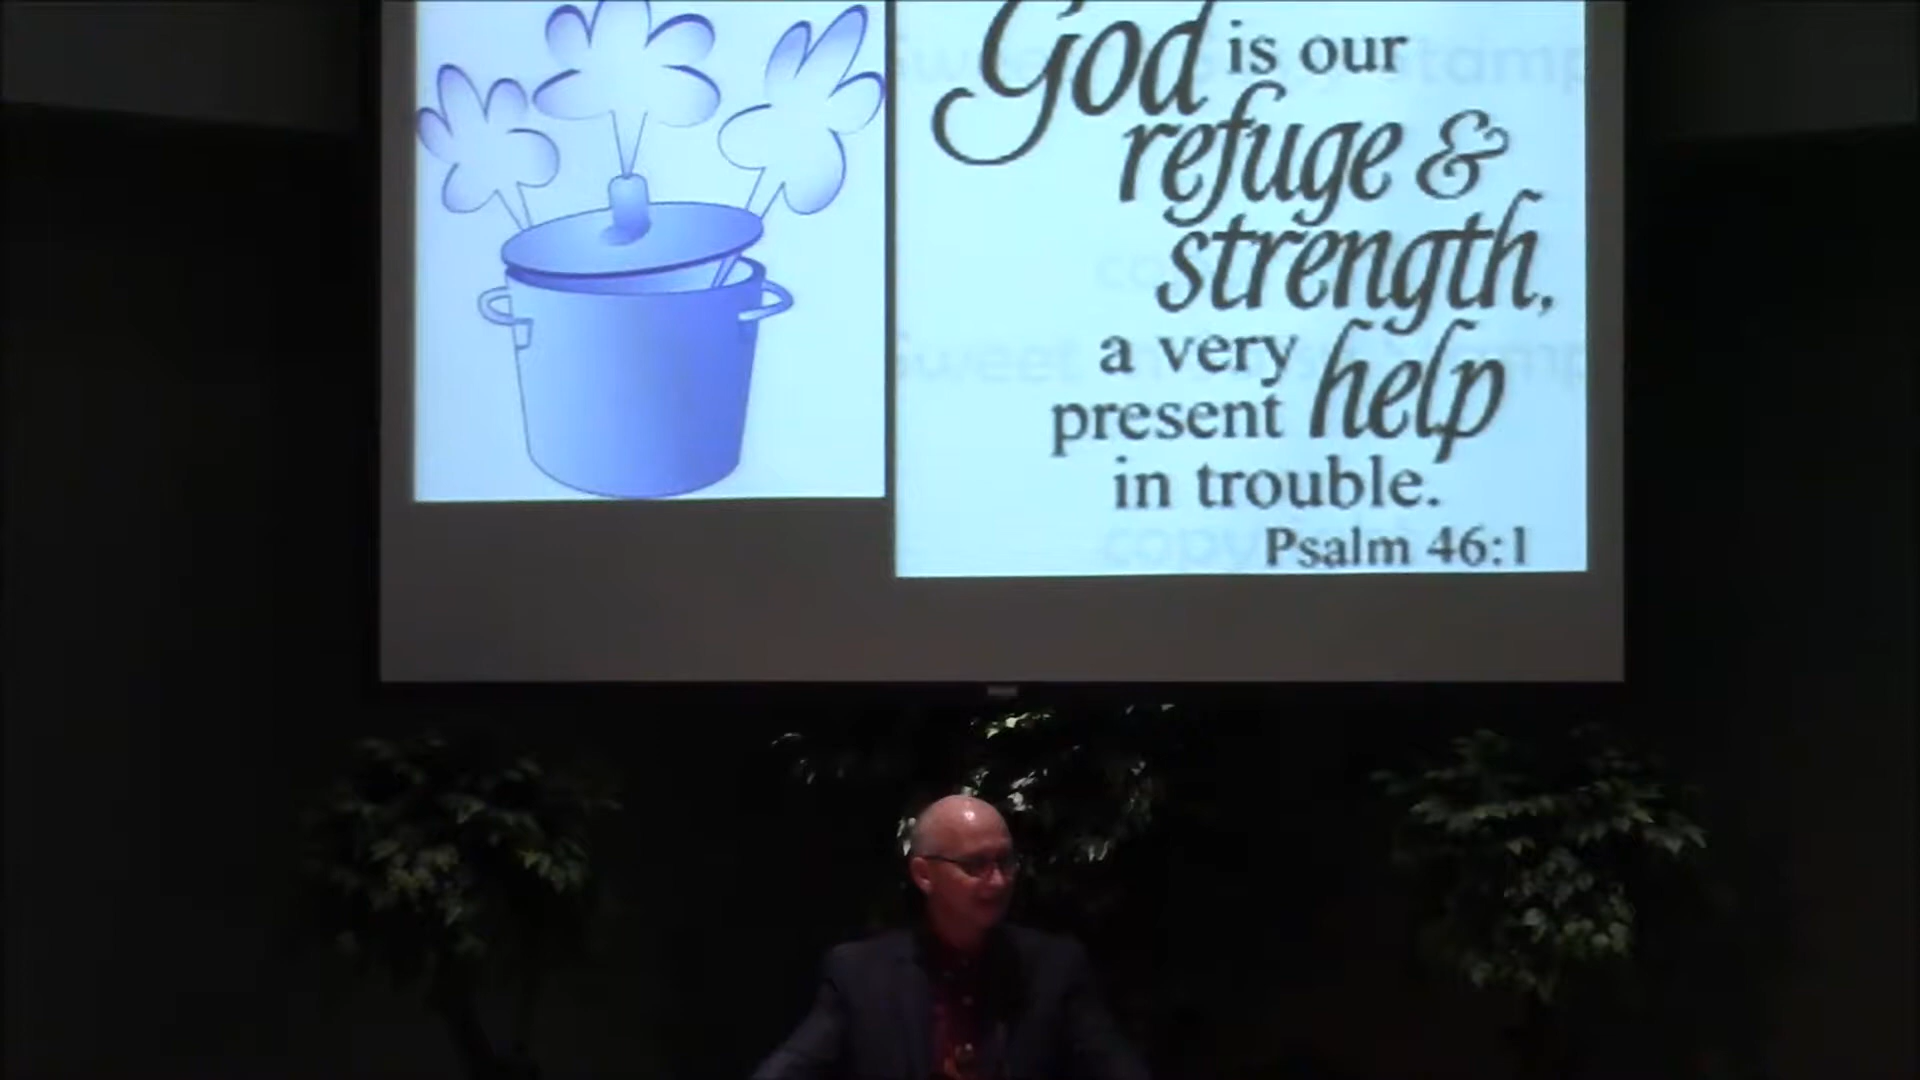 God is our
refuge &
strength,
a very
present help
in trouble.
Psalm 46:1